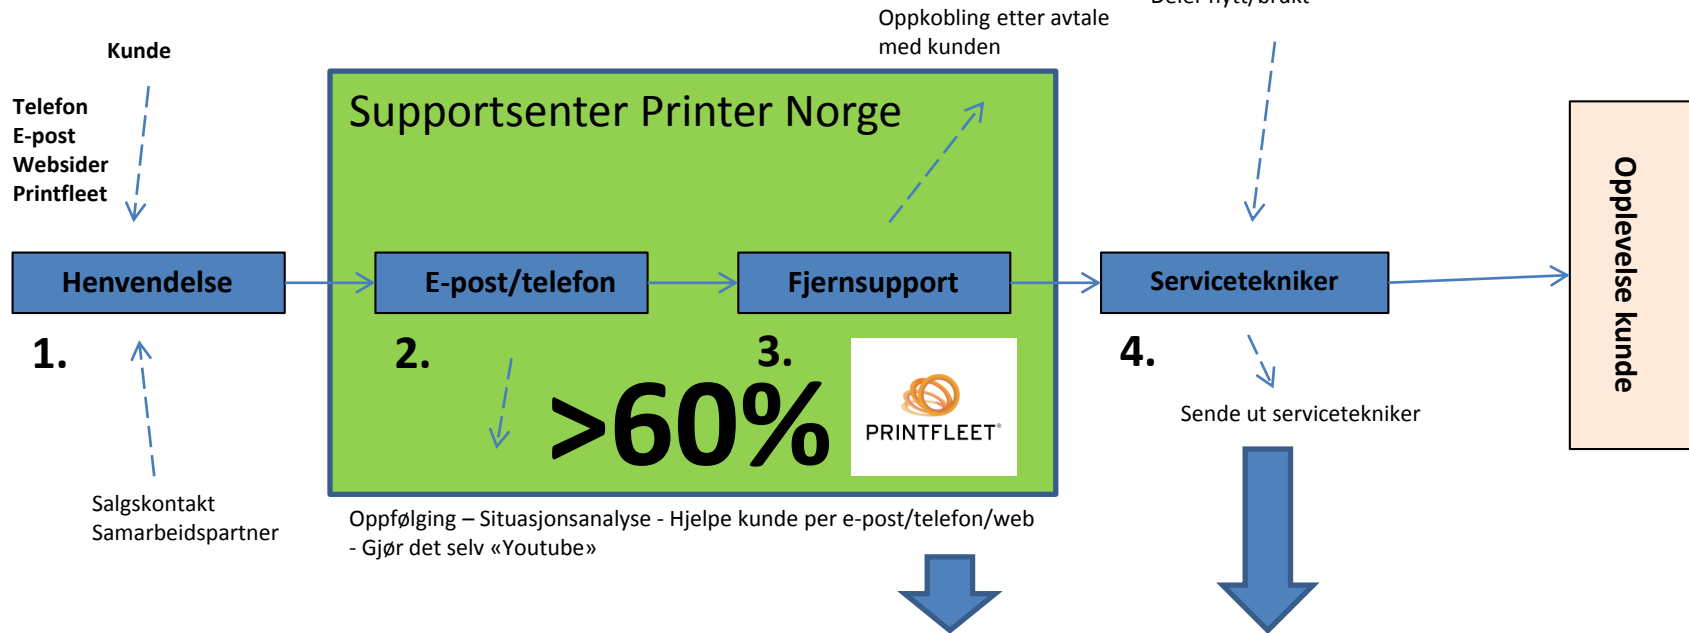 Oppkobling etter avtale
med kunden
Kunde
Telefon
E-post
Websider
Printfleet
Supportsenter Printer Norge
Henvendelse
E-post/telefon
Fjernsupport
Servicetekniker
Opplevelse kunde
1.
2.
3.
4.
>60%
PRINTFLEET®
Sende ut servicetekniker
Salgskontakt
Samarbeidspartner
Oppfølging – Situasjonsanalyse - Hjelpe kunde per e-post/telefon/web
- Gjør det selv «Youtube»